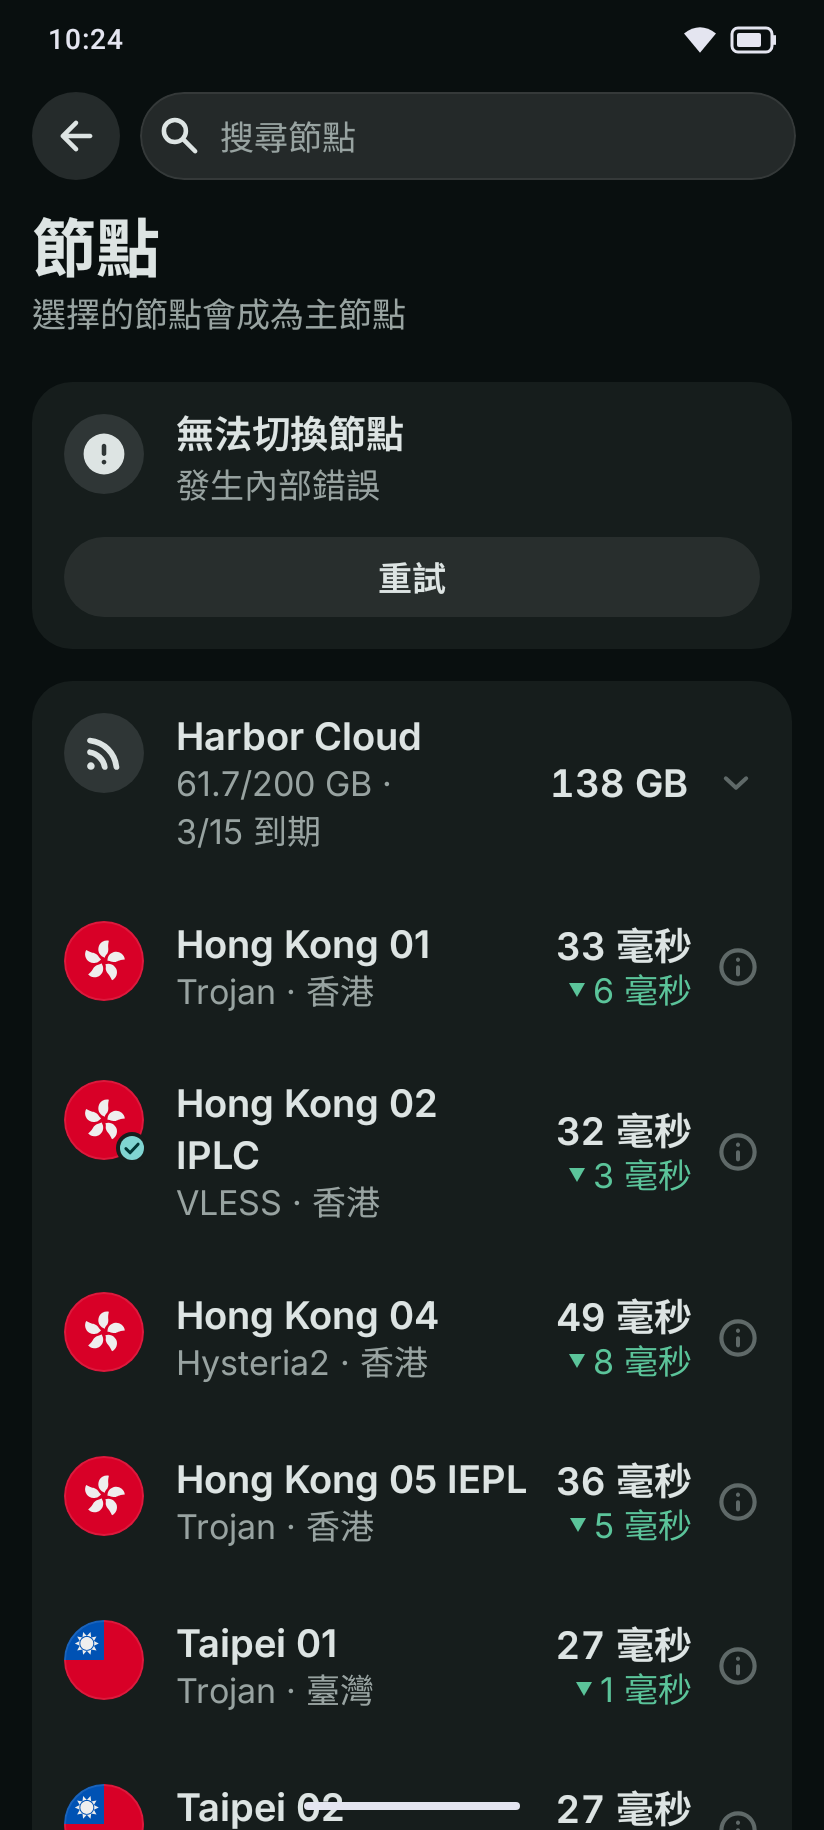 10:24
搜尋節點
節點
選擇的節點會成為主節點
無法切換節點
發生內部錯誤
重試
Harbor Cloud
61.7/200 GB ·
3/15 到期
138 GB
Hong Kong 01
Trojan · 香港
33 毫秒
▼6 毫秒
Hong Kong 02
IPLC
VLESS · 香港
32 毫秒
▼3 毫秒
Hong Kong 04
Hysteria2 · 香港
49 毫秒
▼8 毫秒
Hong Kong 05 IEPL
Trojan · 香港
36 毫秒
▼5 毫秒
Taipei 01
Trojan · 臺灣
27 毫秒
▼1 毫秒
Taipei 02
27 毫秒